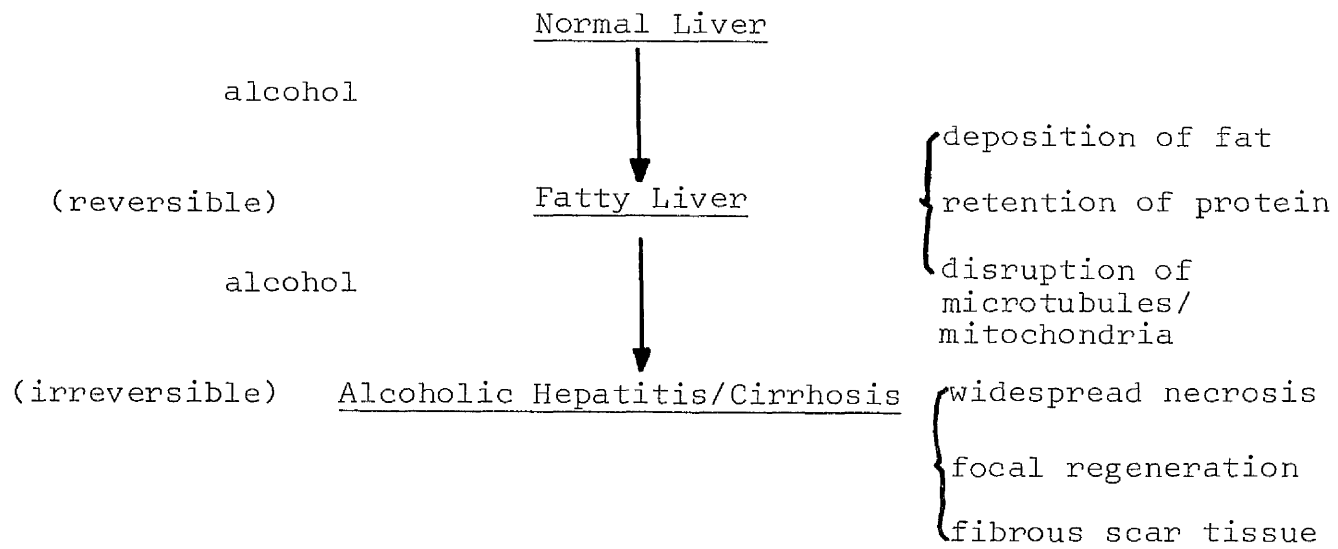 Normal Liver
alcohol
deposition of fat
(reversible) Fatty Liver retention of protein
alcohol
disruption of
microtubules/
mitochondria
(irreversible) Alcoholic Hepatitis/Cirrhosis widespread necrosis
focal regeneration
fibrous scar tissue